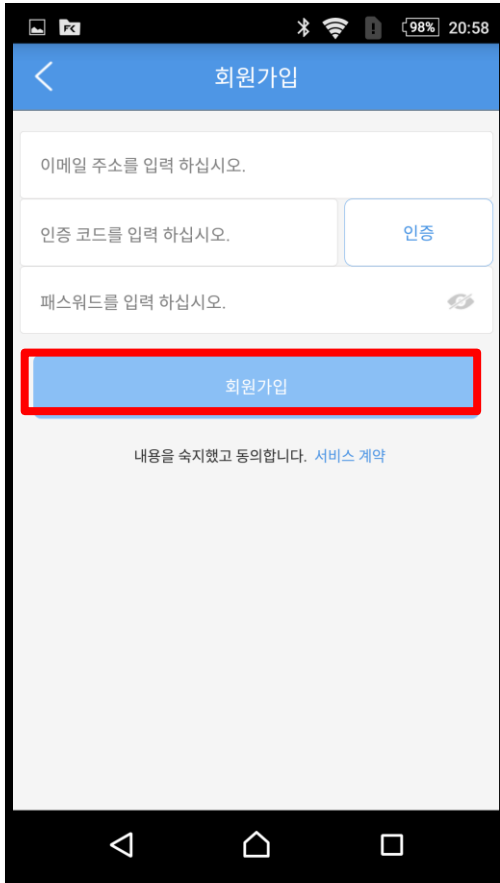 FC 98% 20:58
회원가입
이메일 주소를 입력 하십시오.
인증 코드를 입력 하십시오. 인증
패스워드를 입력 하십시오.
회원가입
내용을 숙지했고 동의합니다. 서비스 계약